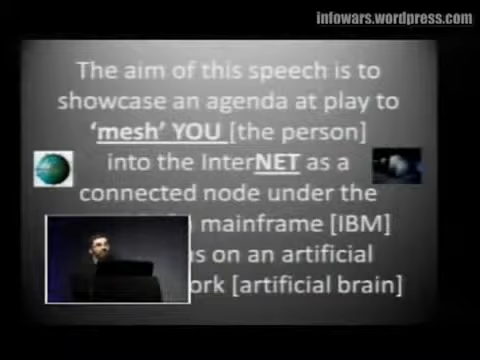 infowars.wordpress.com
The aim of this speech is to
showcase an agenda at play to
‘mesh’ YOU [the person]
into the InterNET as a
connected node under the
mainframe [IBM]
on an artificial
[artificial brain]